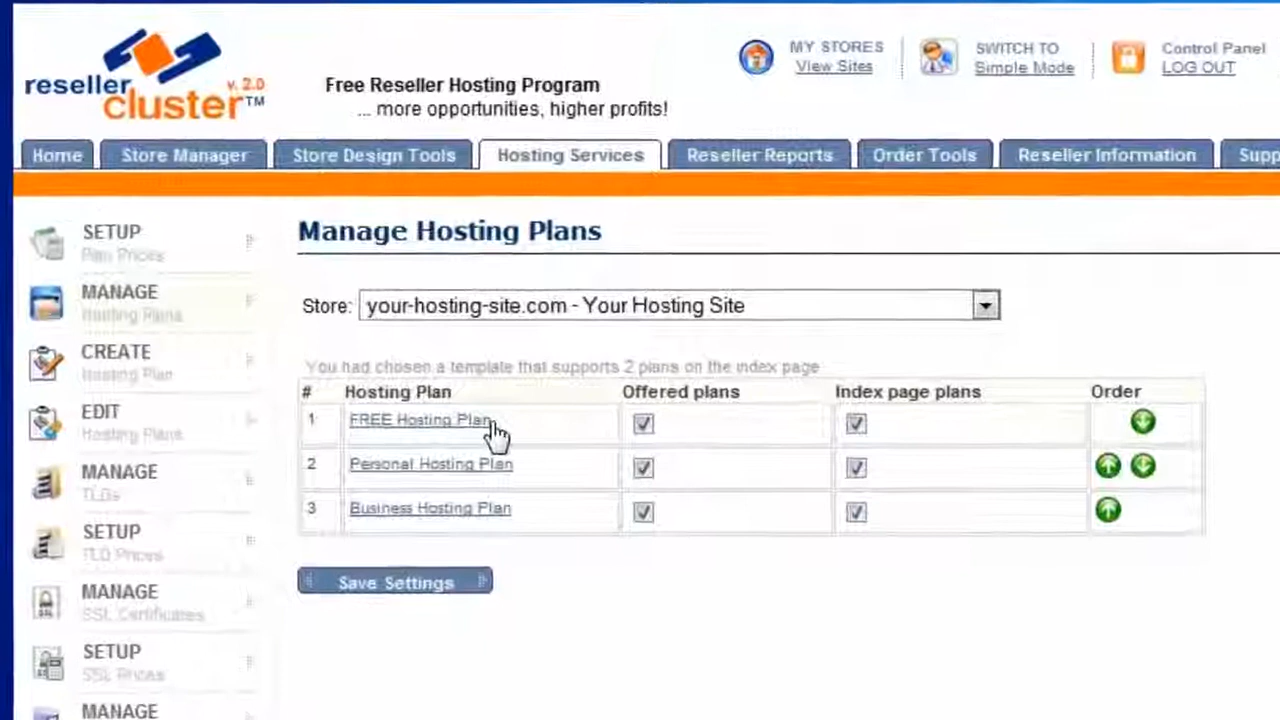 reseller
cluster™
v. 2.0
Free Reseller Hosting Program
... more opportunities, higher profits!
MY STORES
View Sites
SWITCH TO
Simple Mode
Control Panel
LOG OUT
Home
Store Manager
Store Design Tools
Hosting Services
Reseller Reports
Order Tools
Reseller Information
Supp
SETUP
Plan Prices
MANAGE
Hosting Plans
CREATE
Hosting Plan
EDIT
Hosting Plans
MANAGE
TLDs
SETUP
TLD Prices
MANAGE
SSL Certificates
SETUP
SSL Prices
MANAGE
Manage Hosting Plans
Store: your-hosting-site.com - Your Hosting Site
You had chosen a template that supports 2 plans on the index page
# Hosting Plan Offered plans Index page plans Order
1 FREE Hosting Plan
2 Personal Hosting Plan
3 Business Hosting Plan
Save Settings